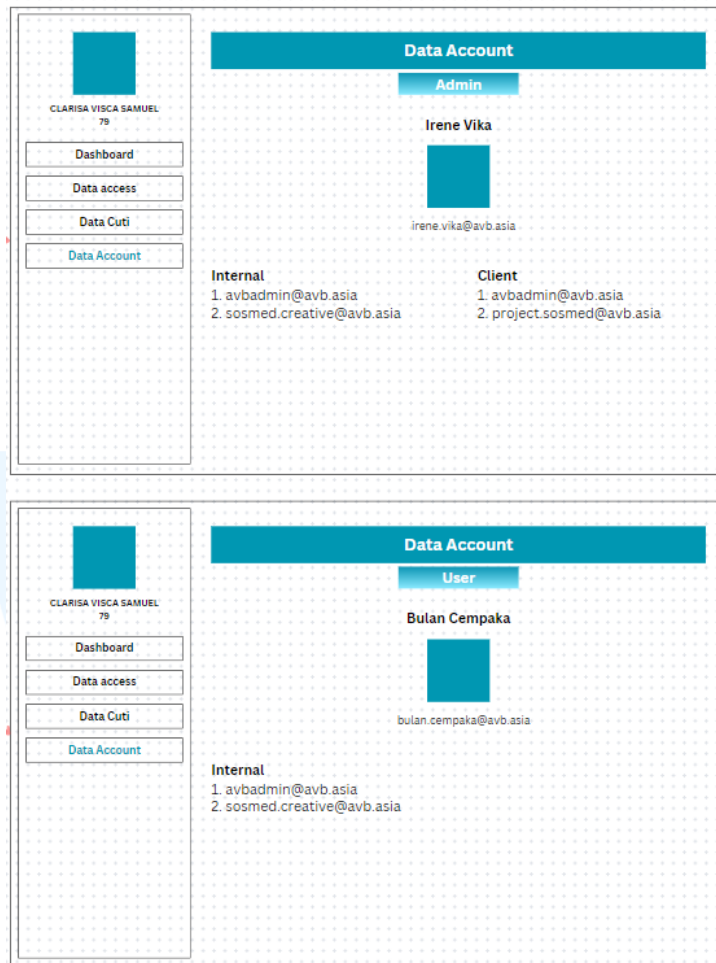 CLARISA VISCA SAMUEL
79
Dashboard
Data access
Data Cuti
Data Account
Data Account
Admin
Irene Vika
irene.vika@avb.asia
Internal
1. avbadmin@avb.asia
2. sosmed.creative@avb.asia
Client
1. avbadmin@avb.asia
2. project.sosmed@avb.asia
CLARISA VISCA SAMUEL
79
Dashboard
Data access
Data Cuti
Data Account
Data Account
User
Bulan Cempaka
bulan.cempaka@avb.asia
Internal
1. avbadmin@avb.asia
2. sosmed.creative@avb.asia